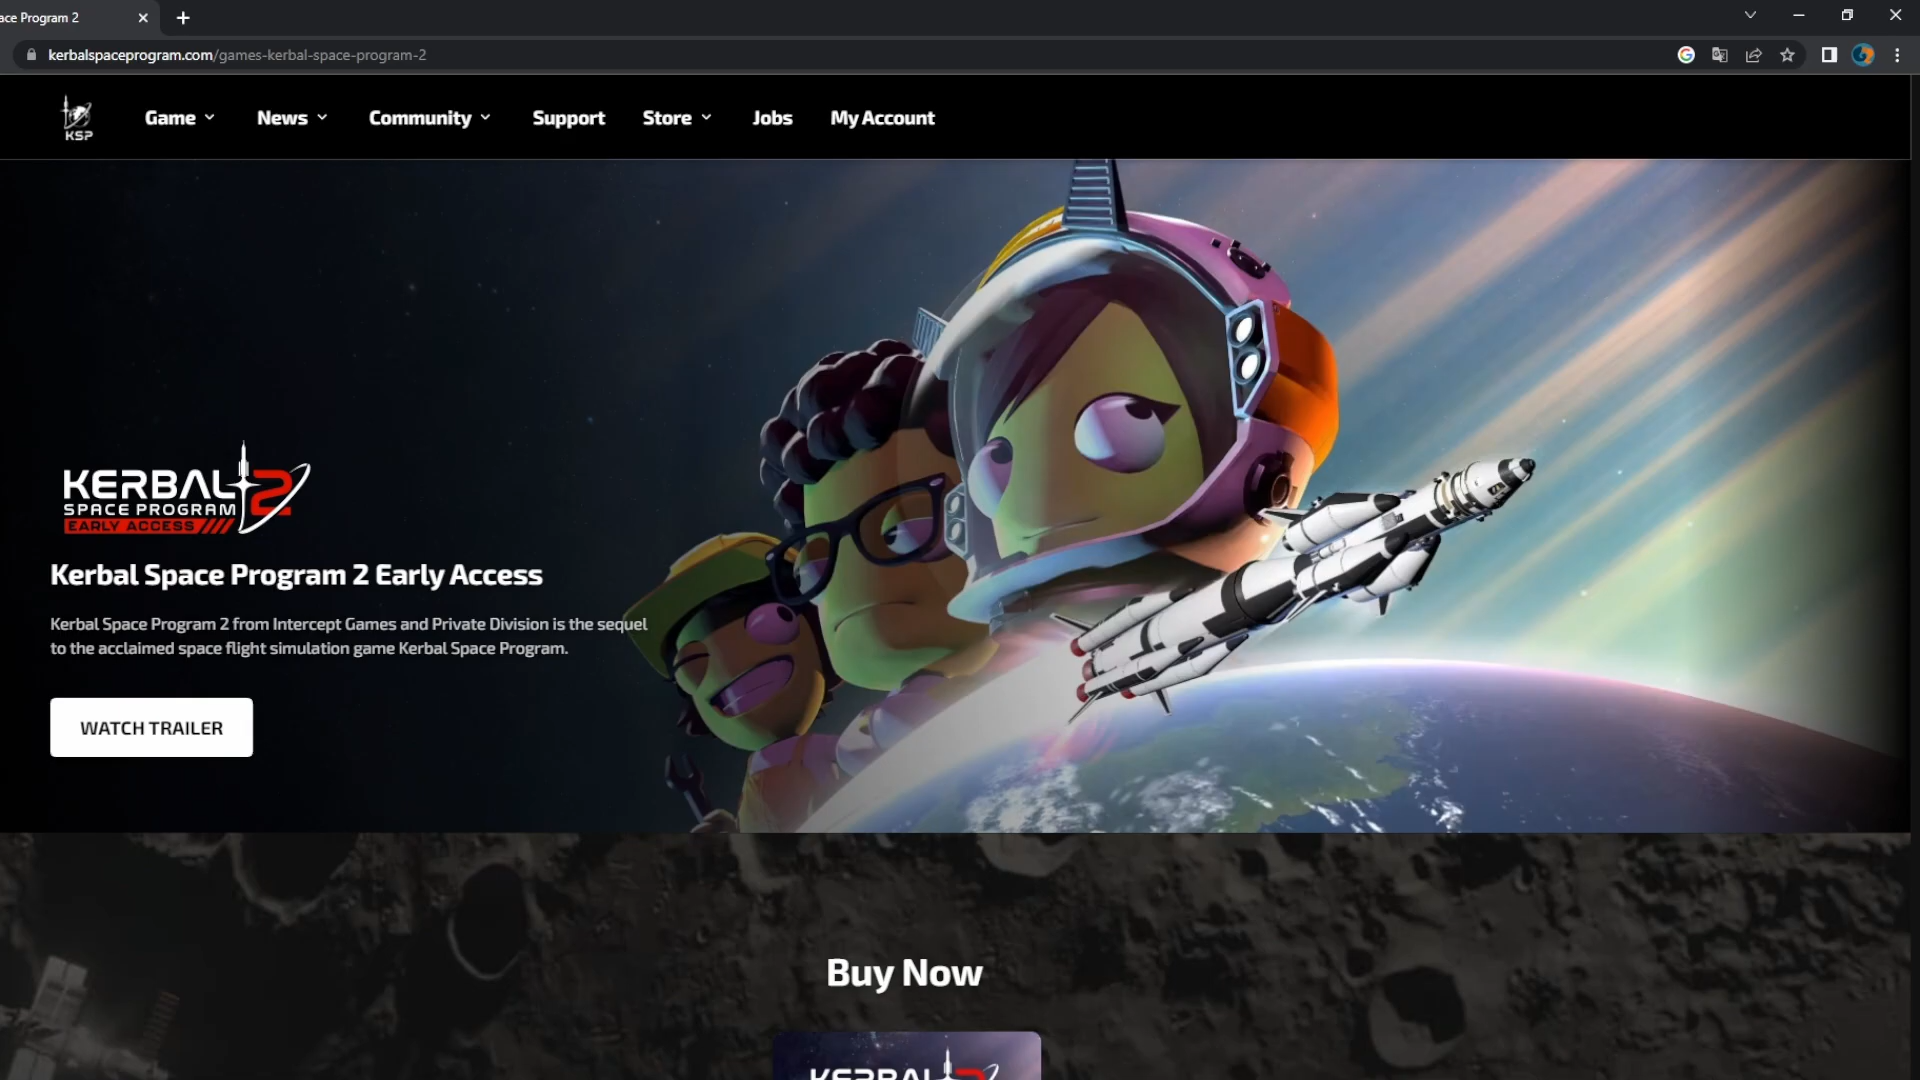 ace Program 2
kerbalspaceprogram.com/games-kerbal-space-program-2
KSP
Game
News
Community
Support
Store
Jobs
My Account
KERBAL 2
SPACE PROGRAM
EARLY ACCESS
Kerbal Space Program 2 Early Access
Kerbal Space Program 2 from Intercept Games and Private Division is the sequel
to the acclaimed space flight simulation game Kerbal Space Program.
WATCH TRAILER
Buy Now
KERBAL 2